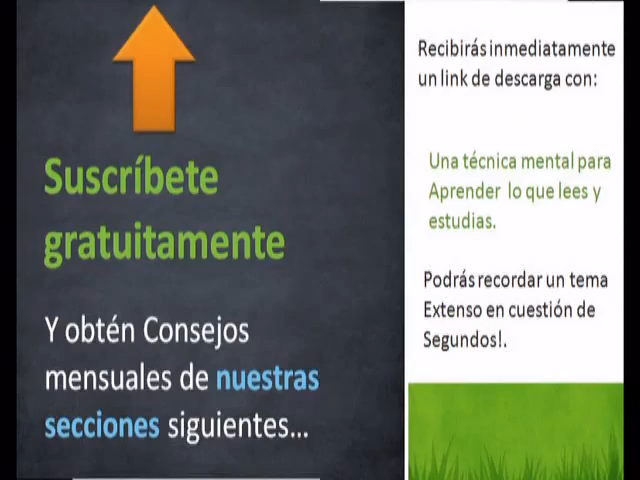 Suscríbete
gratuitamente
Y obtén Consejos
mensuales de nuestras
secciones siguientes...
Recibirás inmediatamente
un link de descarga con:
Una técnica mental para
Aprender lo que lees y
estudias.
Podrás recordar un tema
Extenso en cuestión de
Segundos!.